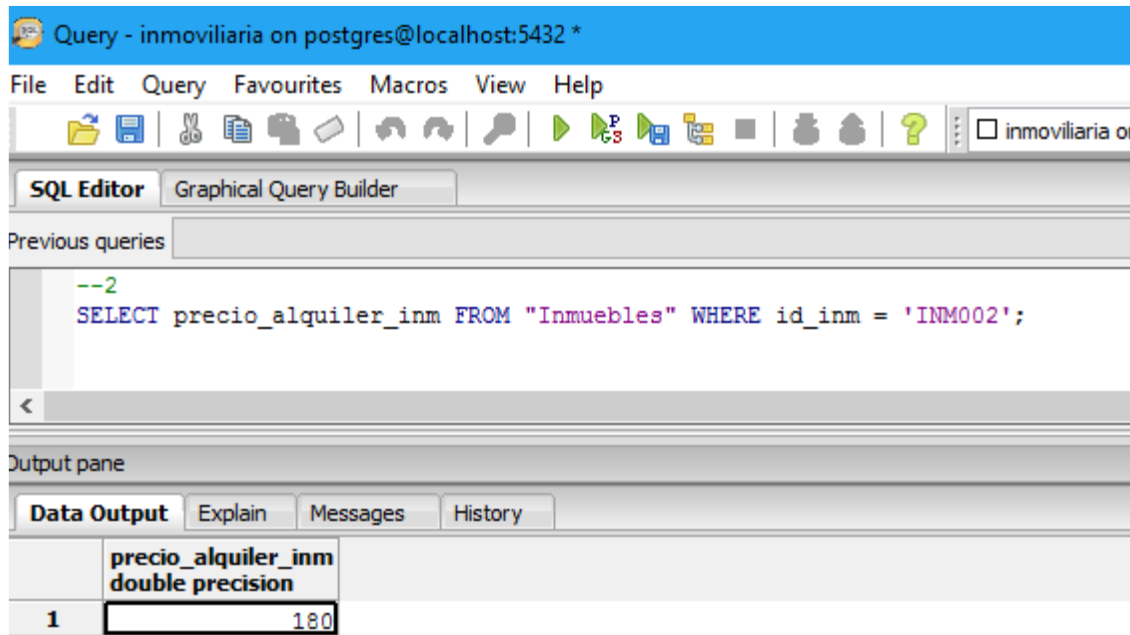 Query - inmoviliaria on postgres@localhost:5432 *
File Edit Query Favourites Macros View Help
inmoviliaria
SQL Editor Graphical Query Builder
Previous queries
--2
SELECT precio_alquiler_inm FROM "Inmuebles" WHERE id_inm = 'INM002';
Output pane
Data Output Explain Messages History
precio_alquiler_inm
double precision
1 180